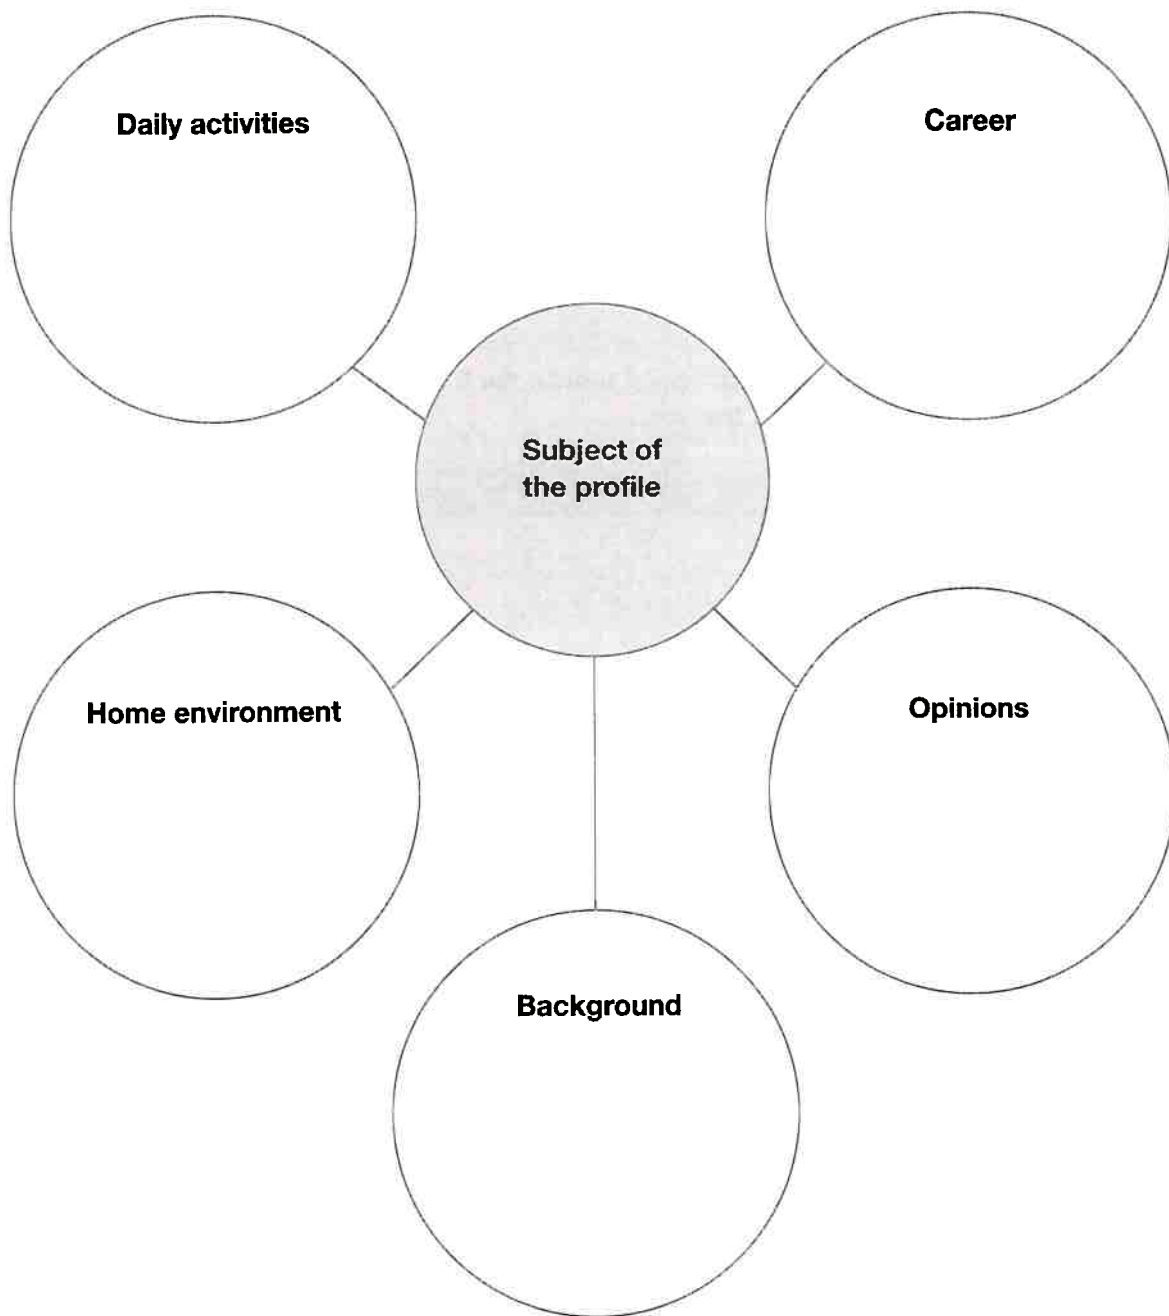 Daily activities
Career
Subject of
the profile
Home environment
Opinions
Background